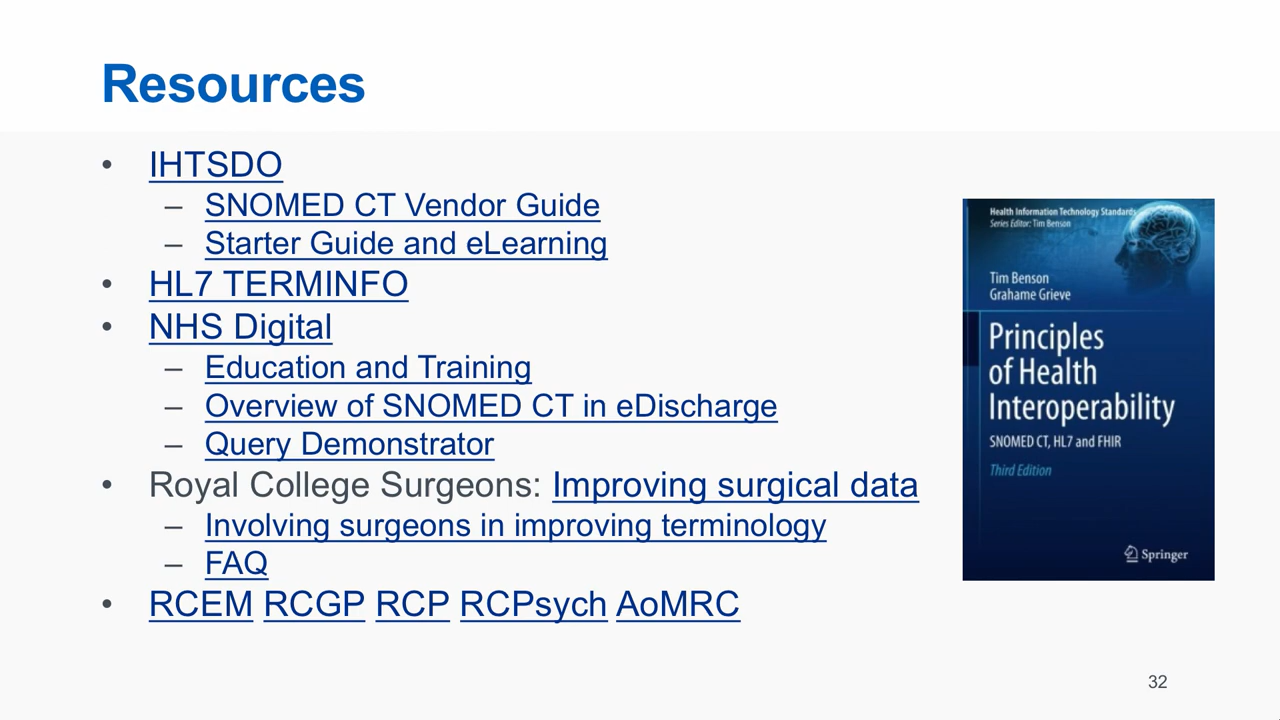 Resources
• IHTSDO
– SNOMED CT Vendor Guide
– Starter Guide and eLearning
• HL7 TERMINFO
• NHS Digital
– Education and Training
– Overview of SNOMED CT in eDischarge
– Query Demonstrator
• Royal College Surgeons: Improving surgical data
– Involving surgeons in improving terminology
– FAQ
• RCEM RCGP RCP RCPsych AoMRC
Health Information Technology Standards
Series Editor: Tim Benson
Tim Benson
Grahame Grieve
Principles
of Health
Interoperability
SNOMED CT, HL7 and FHIR
Third Edition
Springer
32